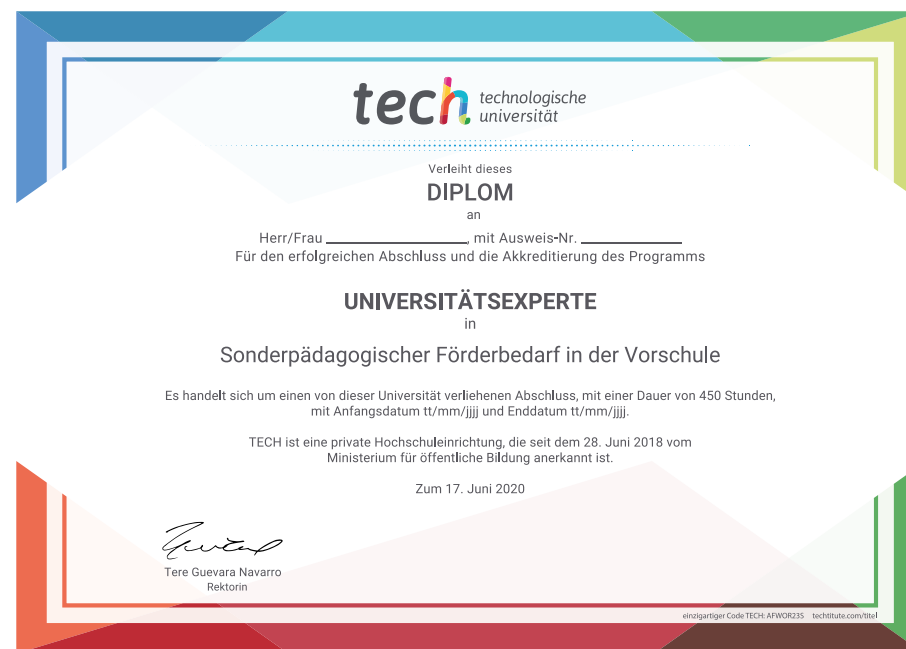 tech technologische
universität
Verleiht dieses
DIPLOM
an
Herr/Frau ____________________, mit Ausweis-Nr. ______________
Für den erfolgreichen Abschluss und die Akkreditierung des Programms
UNIVERSITÄTSEXPERTE
in
Sonderpädagogischer Förderbedarf in der Vorschule
Es handelt sich um einen von dieser Universität verliehenen Abschluss, mit einer Dauer von 450 Stunden,
mit Anfangsdatum tt/mm/jjjj und Enddatum tt/mm/jjjj.
TECH ist eine private Hochschuleinrichtung, die seit dem 28. Juni 2018 vom
Ministerium für öffentliche Bildung anerkannt ist.
Zum 17. Juni 2020
Tere Guevara Navarro
Rektorin
einzigartiger Code TECH: AFWOR23S techtitute.com/titel